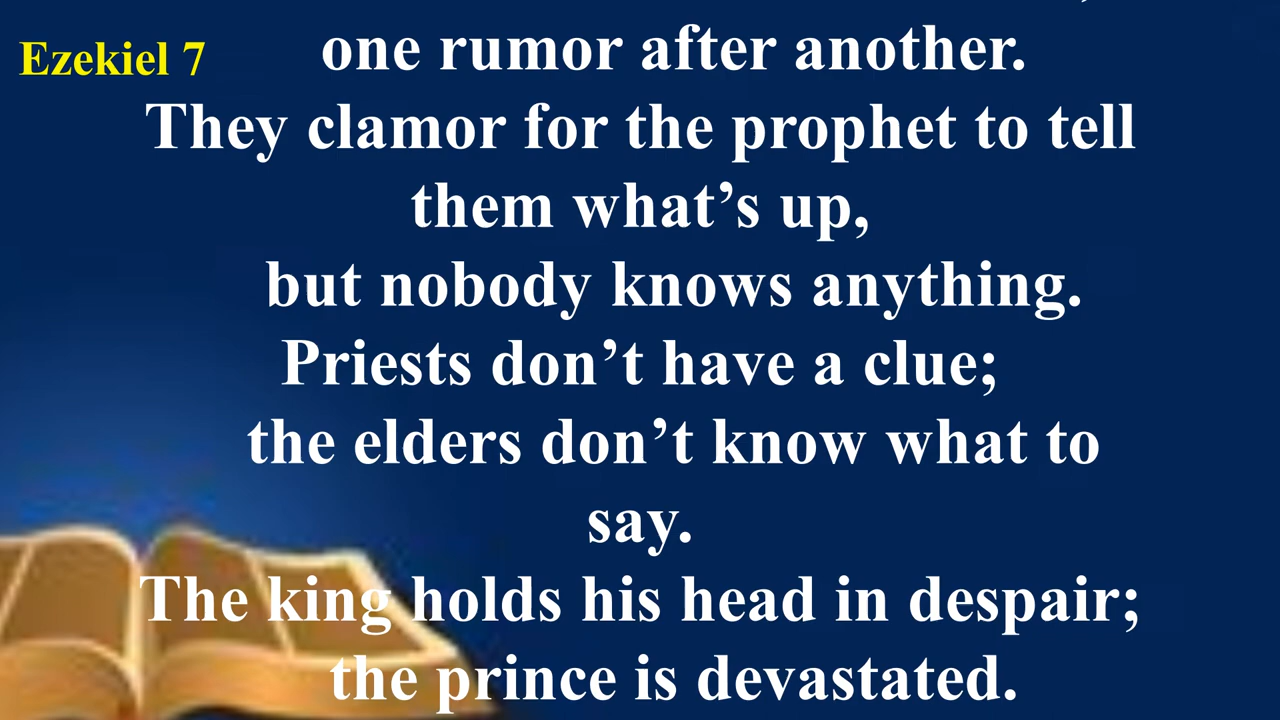 Ezekiel 7
one rumor after another.
They clamor for the prophet to tell
them what’s up,
but nobody knows anything.
Priests don’t have a clue;
the elders don’t know what to
say.
The king holds his head in despair;
the prince is devastated.